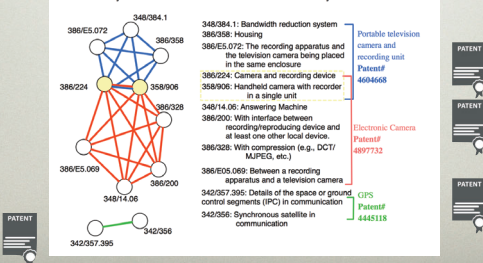 348/384.1
386/E5.072
386/358
386/224
358/906
386/328
386/E5.069
386/200
348/14.06
342/356
342/357.395
348/384.1: Bandwidth reduction system
386/358: Housing
386/E5.072: The recording apparatus and
the television camera being placed
in the same enclosure
386/224: Camera and recording device
358/906: Handheld camera with recorder
in a single unit
348/14.06: Answering Machine
386/200: With interface between
recording/reproducing device and
at least one other local device.
386/328: With compression (e.g., DCT/
MJPEG, etc.)
386/E05.069: Between a recording
apparatus and a television camera
342/357.395: Details of the space or ground
control segments (IPC) in communication
342/356: Synchronous satellite in
communication
Portable television
camera and
recording unit
Patent#
4604668
Electronic Camera
Patent#
4897732
GPS
Patent#
4445118
PATENT
PATENT
PATENT
PATENT